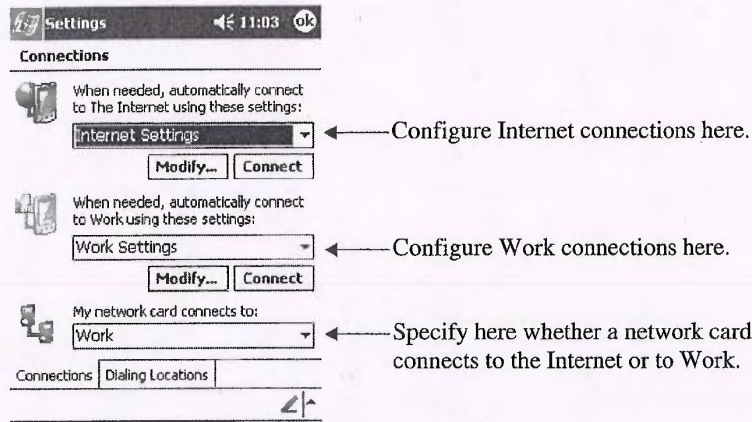 Settings 11:03 ok
Connections
When needed, automatically connect
to The Internet using these settings:
Internet Settings
Configure Internet connections here.
Modify... Connect
When needed, automatically connect
to Work using these settings:
Work Settings
Configure Work connections here.
Modify... Connect
My network card connects to:
Work
Specify here whether a network card
connects to the Internet or to Work.
Connections Dialing Locations